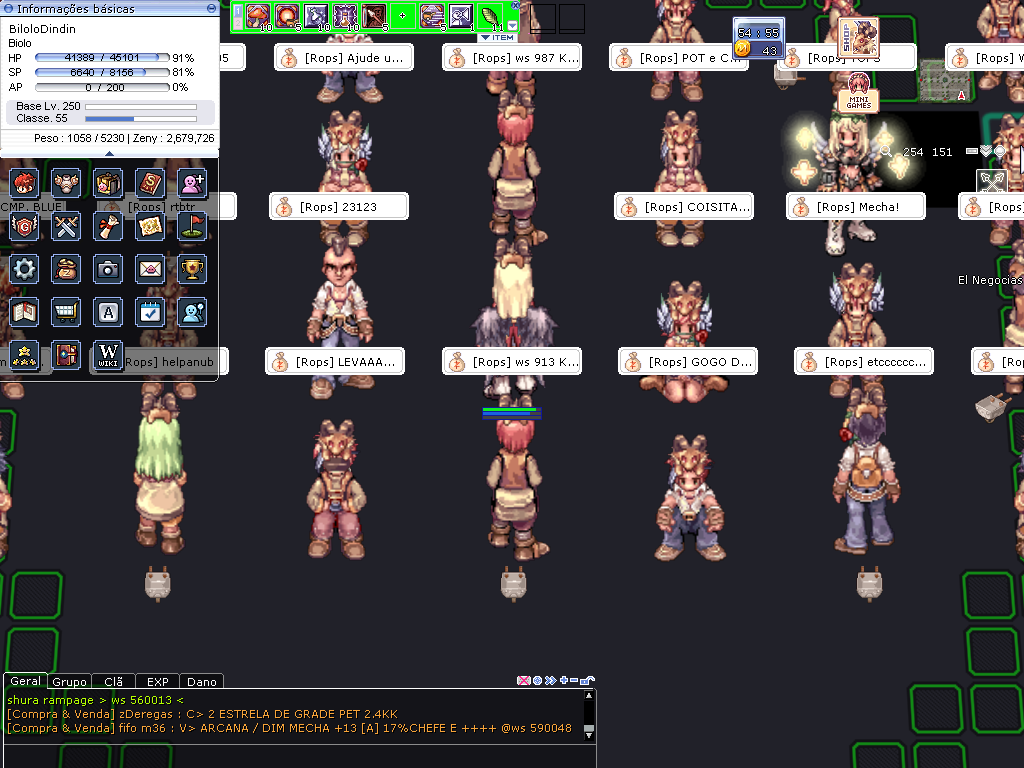 Informações básicas
BiloloDindin
Biolo
HP 41389 / 45101 91%
SP 6640 / 8156 81%
AP 0 / 200 0%
Base Lv. 250
Classe. 55
Peso : 1058 / 5230 | Zeny : 2,679,726
10 5 10 10 5 5 1 11
ITEM
54 : 55
43
SHOP
MINI
GAMES
254 151
[Rops] Ajude u...
[Rops] ws 987 K...
[Rops] POT e C...
CMP. BLUE
[Rops] rtbtr
[Rops] 23123
[Rops] COISITA...
[Rops] Mecha!
[Rops]
El Negocias
A
W
WIKI
[Rops] helpanub
[Rops] LEVAAA...
[Rops] ws 913 K...
[Rops] GOGO D...
[Rops] etcccccc...
Geral Grupo Clã EXP Dano
shura rampage > ws 560013 <
[Compra & Venda] zDeregas : C> 2 ESTRELA DE GRADE PET 2.4KK
[Compra & Venda] fifo m36 : V> ARCANA / DIM MECHA +13 [A] 17%CHEFE E ++++ @ws 590048